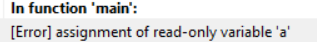 In function 'main':
[Error] assignment of read-only variable 'a'